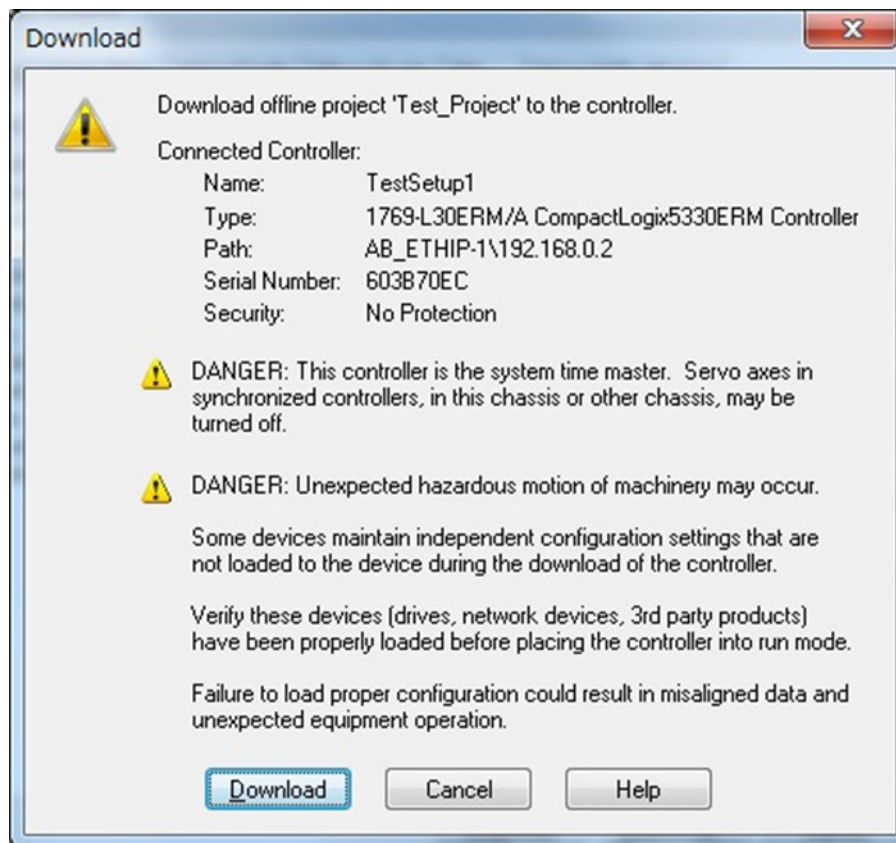 Download
Download offline project 'Test_Project' to the controller.
Connected Controller:
Name: TestSetup1
Type: 1769-L30ERM/A CompactLogix5330ERM Controller
Path: AB_ETHIP-1\192.168.0.2
Serial Number: 603B70EC
Security: No Protection
DANGER: This controller is the system time master. Servo axes in
synchronized controllers, in this chassis or other chassis, may be
turned off.
DANGER: Unexpected hazardous motion of machinery may occur.
Some devices maintain independent configuration settings that are
not loaded to the device during the download of the controller.
Verify these devices (drives, network devices, 3rd party products)
have been properly loaded before placing the controller into run mode.
Failure to load proper configuration could result in misaligned data and
unexpected equipment operation.
Download Cancel Help